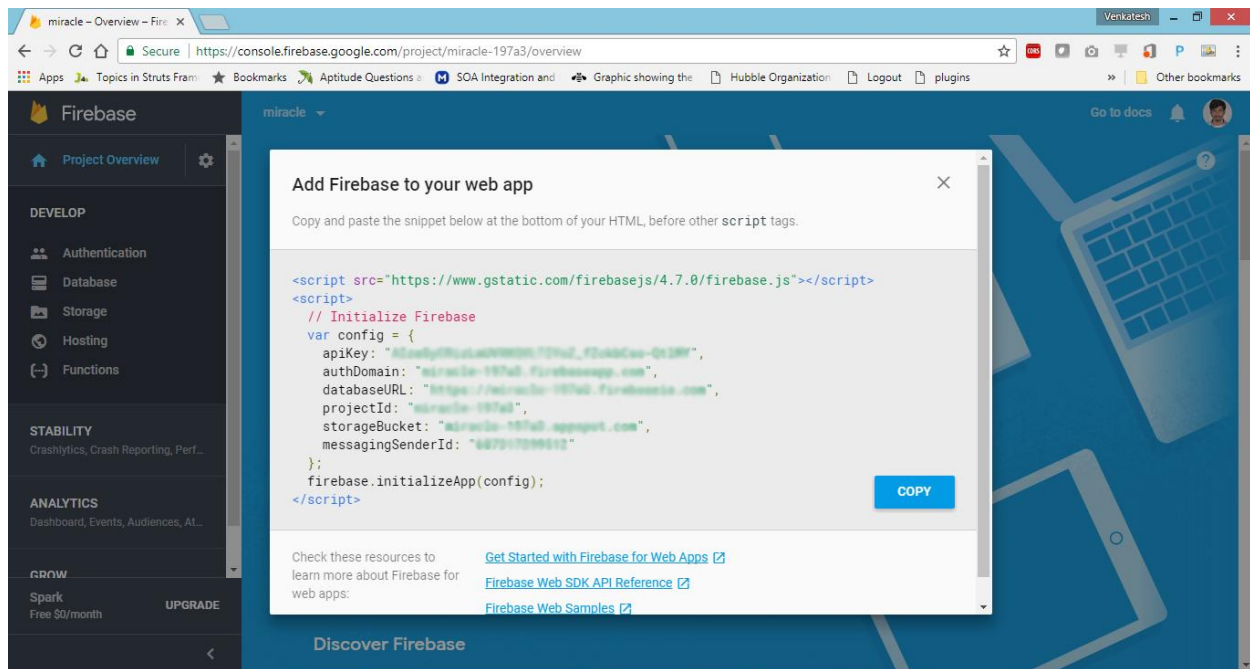 miracle – Overview – Fire
Venkatesh
Secure | https://console.firebase.google.com/project/miracle-197a3/overview
Apps Topics in Struts Fram Bookmarks Aptitude Questions a SOA Integration and Graphic showing the Hubble Organization Logout plugins » Other bookmarks
Firebase
miracle
Go to docs
Project Overview
DEVELOP
Authentication
Database
Storage
Hosting
Functions
STABILITY
Crashlytics, Crash Reporting, Perf...
ANALYTICS
Dashboard, Events, Audiences, At...
GROW
Spark
Free $0/month
UPGRADE
Add Firebase to your web app
Copy and paste the snippet below at the bottom of your HTML, before other script tags.
<script src="https://www.gstatic.com/firebasejs/4.7.0/firebase.js"></script>
<script>
// Initialize Firebase
var config = {
apiKey: "",
authDomain: "",
databaseURL: "",
projectId: "",
storageBucket: "",
messagingSenderId: ""
};
firebase.initializeApp(config);
</script>
COPY
Check these resources to
learn more about Firebase for
web apps:
Get Started with Firebase for Web Apps
Firebase Web SDK API Reference
Firebase Web Samples
Discover Firebase